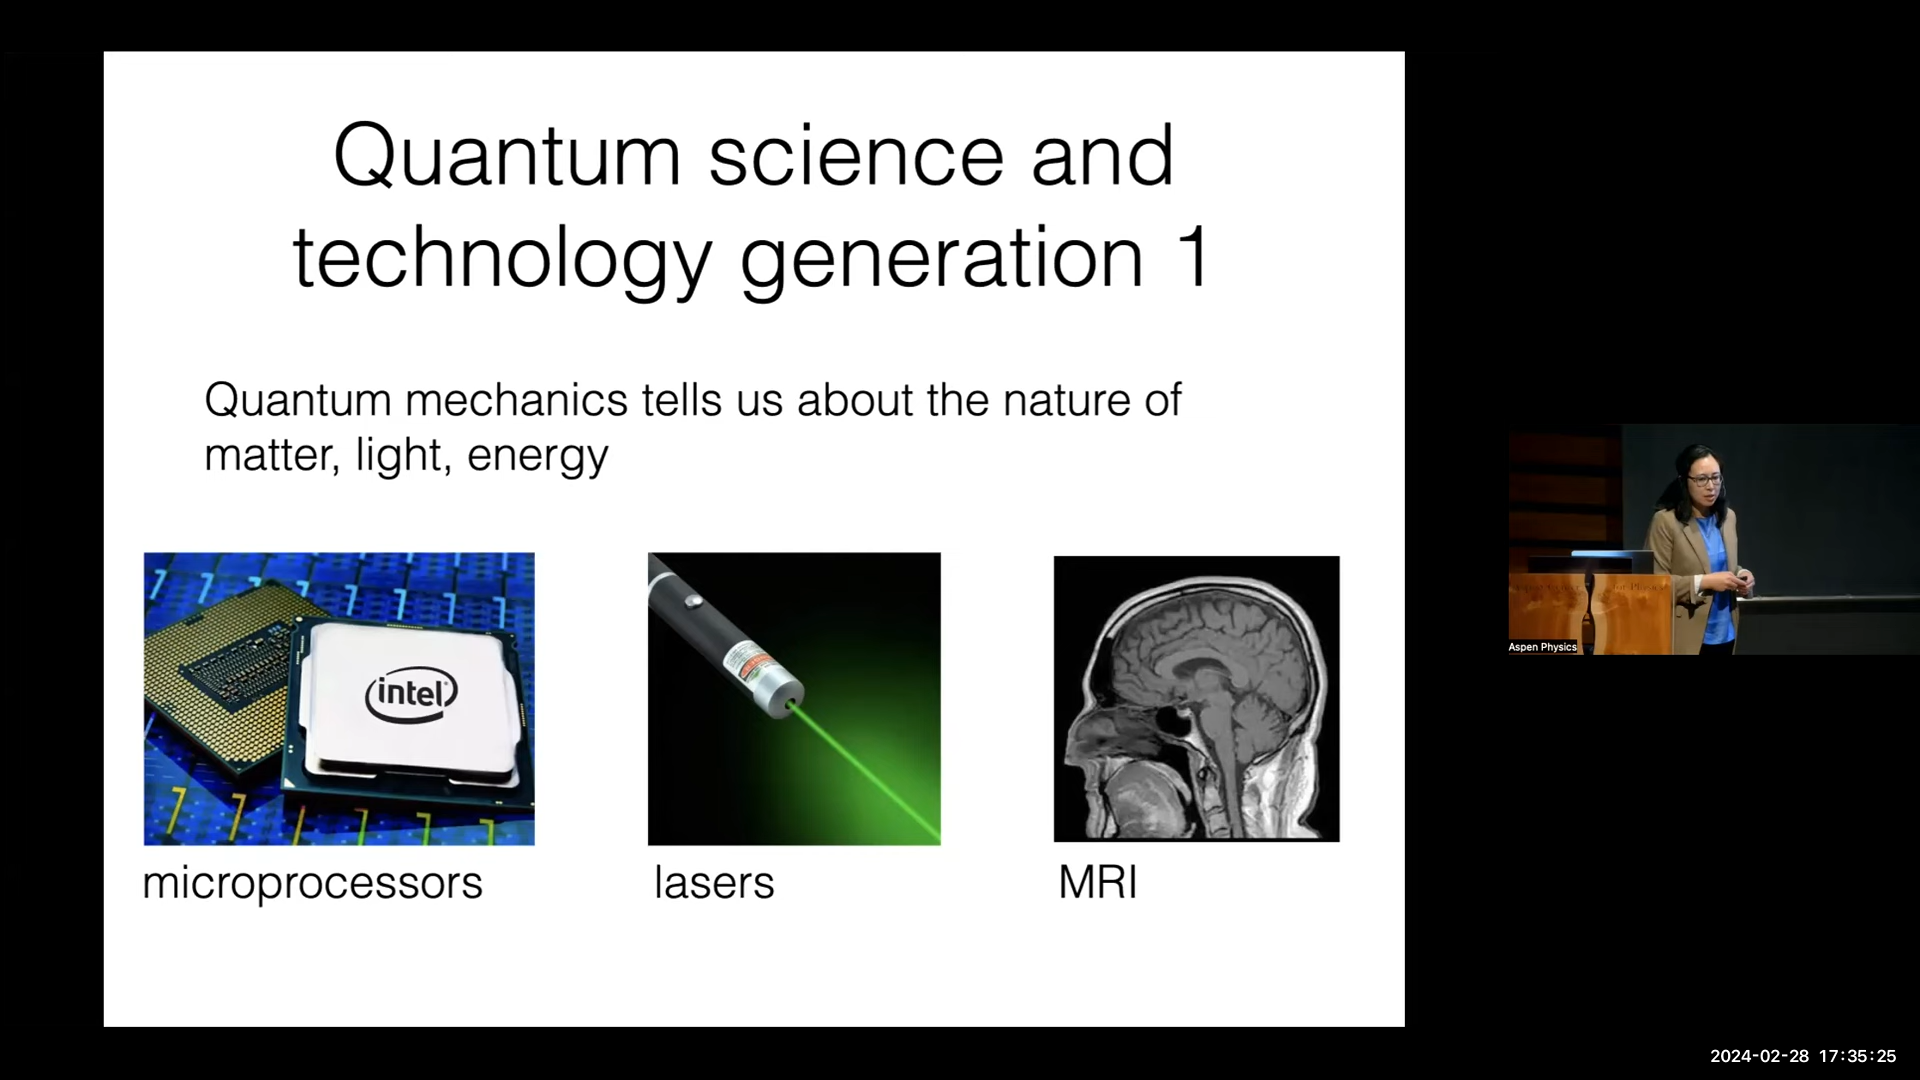 Quantum science and
technology generation 1
Quantum mechanics tells us about the nature of
matter, light, energy
intel
microprocessors
lasers
MRI
Aspen Physics
2024-02-28 17:35:25